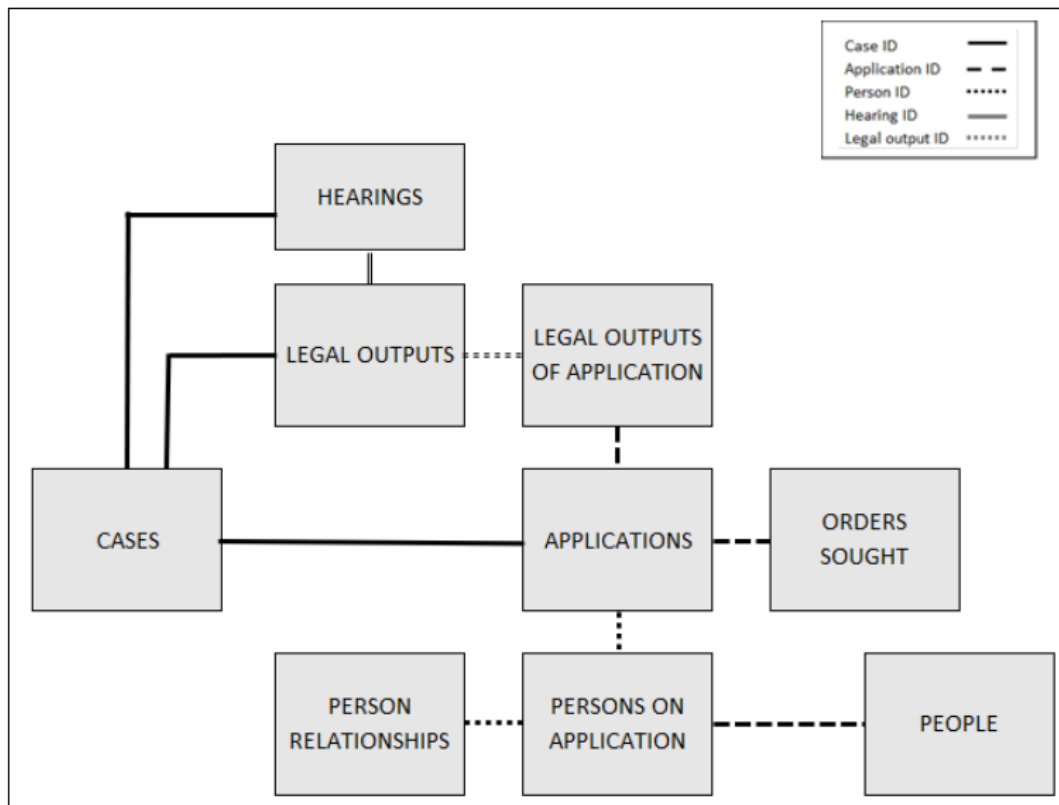 Case ID
Application ID
Person ID
Hearing ID
Legal output ID
HEARINGS
LEGAL OUTPUTS
LEGAL OUTPUTS
OF APPLICATION
CASES
APPLICATIONS
ORDERS
SOUGHT
PERSON
RELATIONSHIPS
PERSONS ON
APPLICATION
PEOPLE